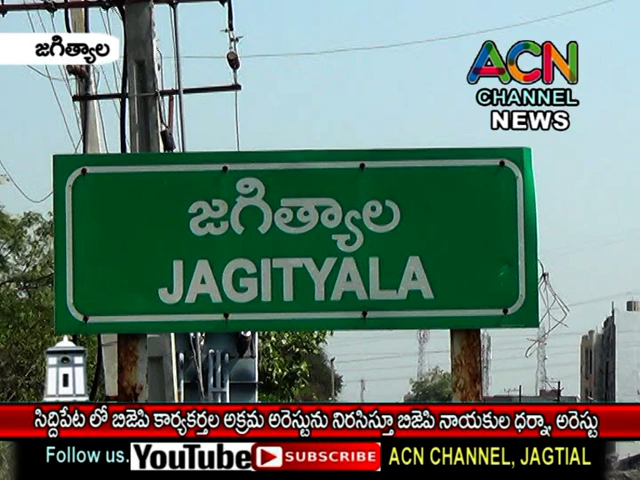 జగిత్యాల
ACN
CHANNEL
NEWS
జగిత్యాల
JAGITYALA
సిద్దిపేట లో బిజెపి కార్యకర్తల అక్రమ అరెస్టును నిరసిస్తూ బిజెపి నాయకుల ధర్నా, అరెస్టు
Follow us. YouTube SUBSCRIBE ACN CHANNEL, JAGTIAL